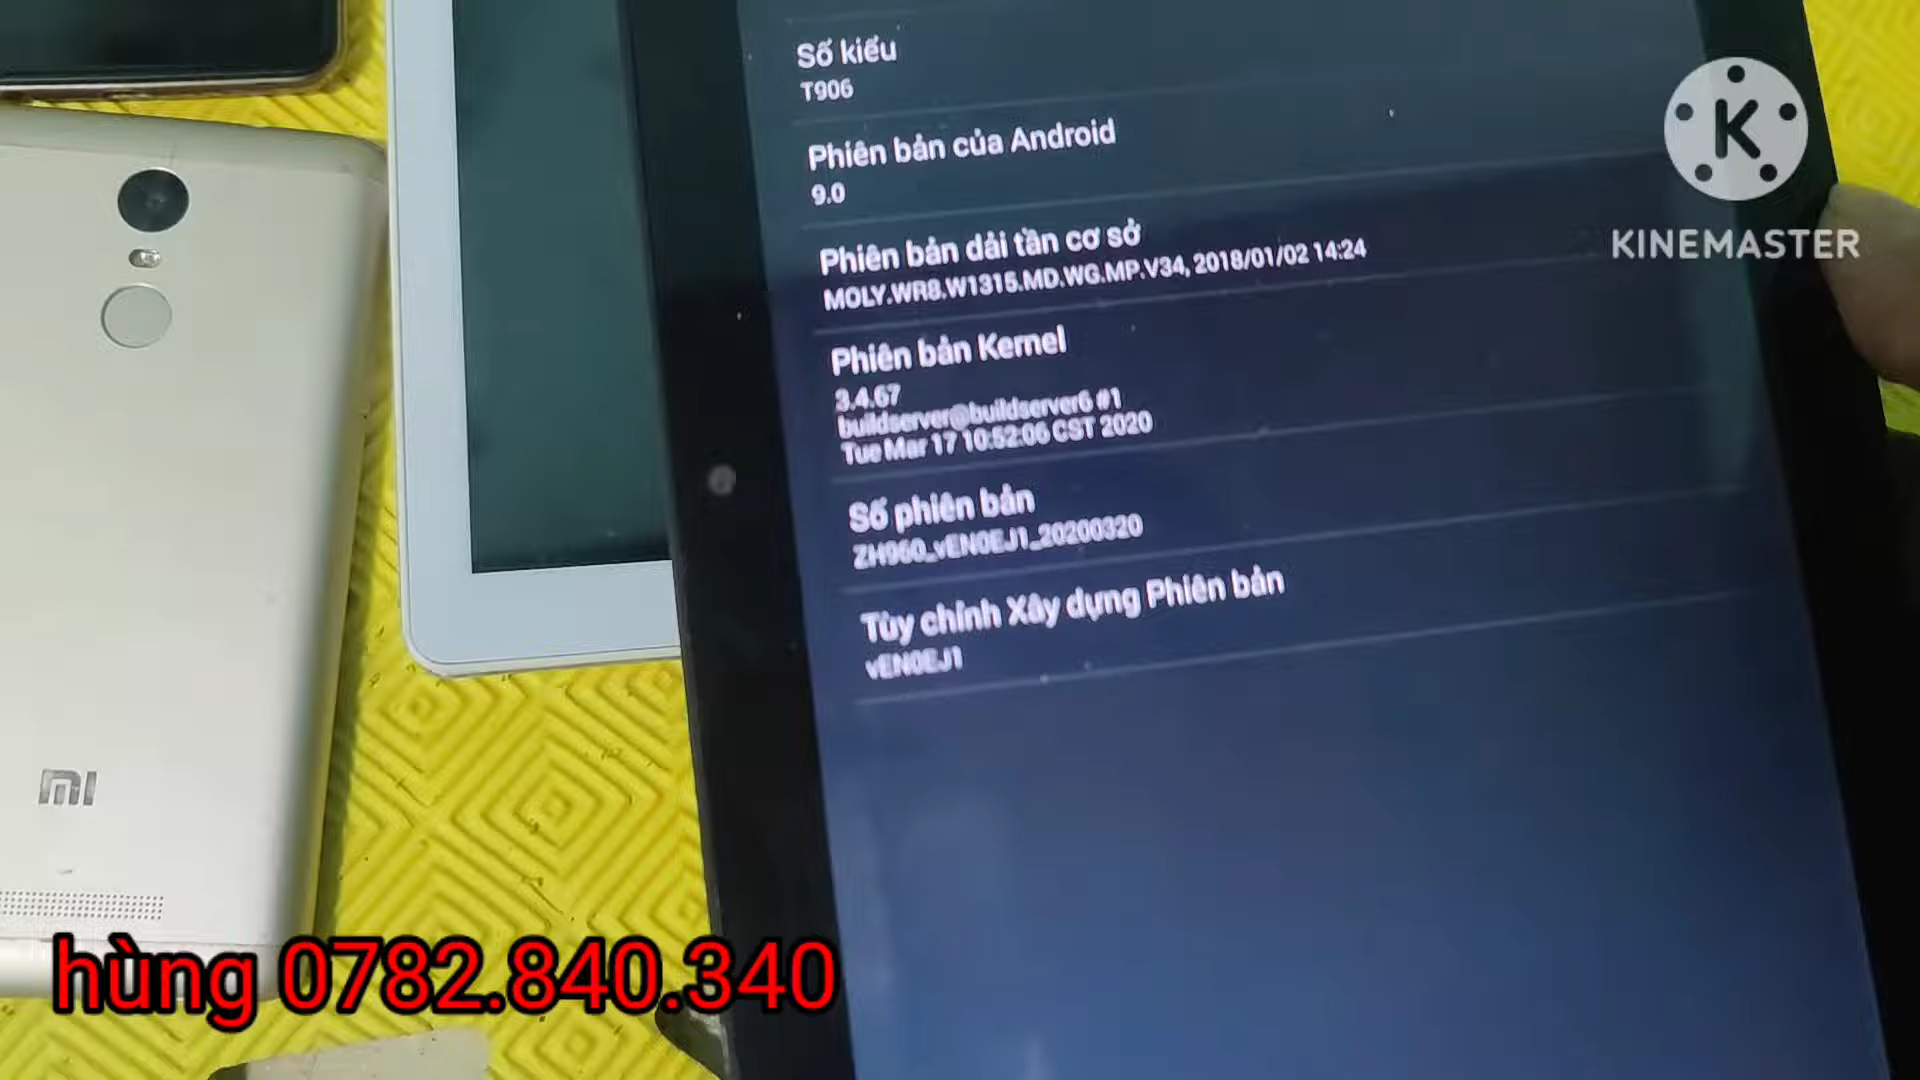 Số kiểu
T906
Phiên bản của Android
9.0
Phiên bản dải tần cơ sở
MOLY.WR8.W1315.MD.WG.MP.V34, 2018/01/02 14:24
Phiên bản Kernel
3.4.67
buildserver@buildserver6 #1
Tue Mar 17 10:52:06 CST 2020
Số phiên bản
ZH960_vEN0EJ1_20200320
Tùy chỉnh Xây dựng Phiên bản
vEN0EJ1
K
KINEMASTER
MI
hùng 0782.840.340